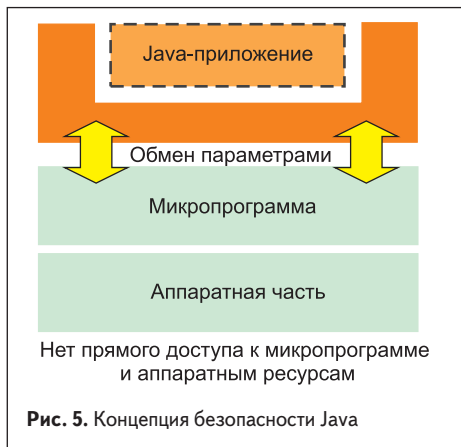 Java-приложение
Обмен параметрами
Микропрограмма
Аппаратная часть
Нет прямого доступа к микропрограмме
и аппаратным ресурсам
Рис. 5. Концепция безопасности Java